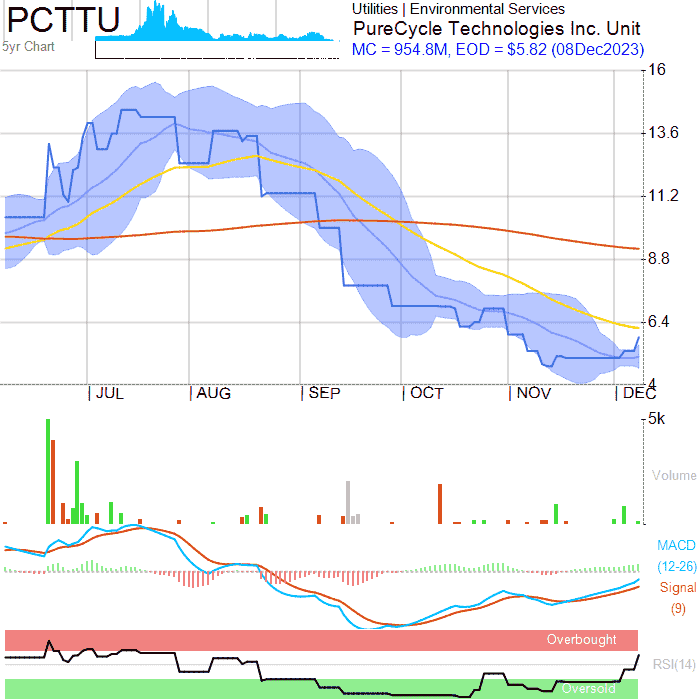 PCTTU
Utilities | Environmental Services
PureCycle Technologies Inc. Unit
5yr Chart
MC = 954.8M, EOD = $5.82 (08Dec2023)
16
13.6
11.2
8.8
6.4
4
JUL AUG SEP OCT NOV DEC
5k
Volume
MACD
(12-26)
Signal
(9)
Overbought
RSI(14)
Oversold